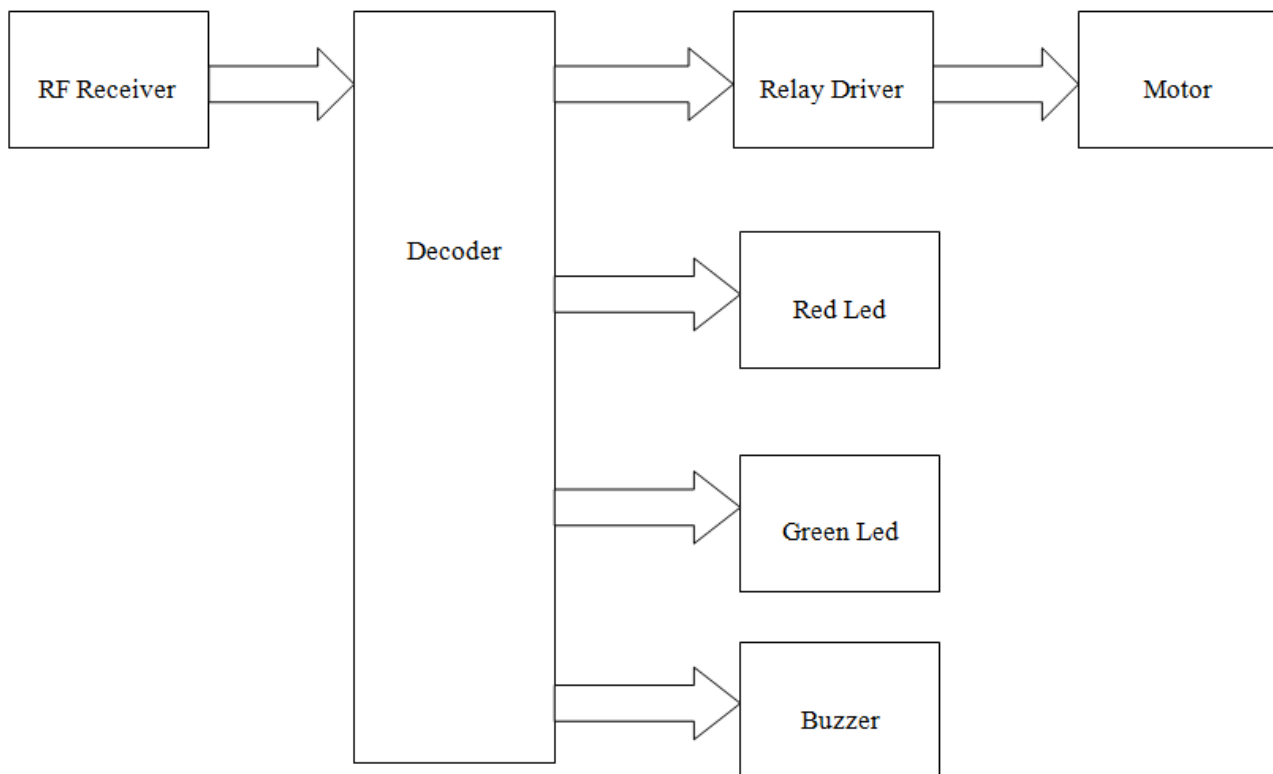 RF Receiver
Relay Driver
Motor
Decoder
Red Led
Green Led
Buzzer